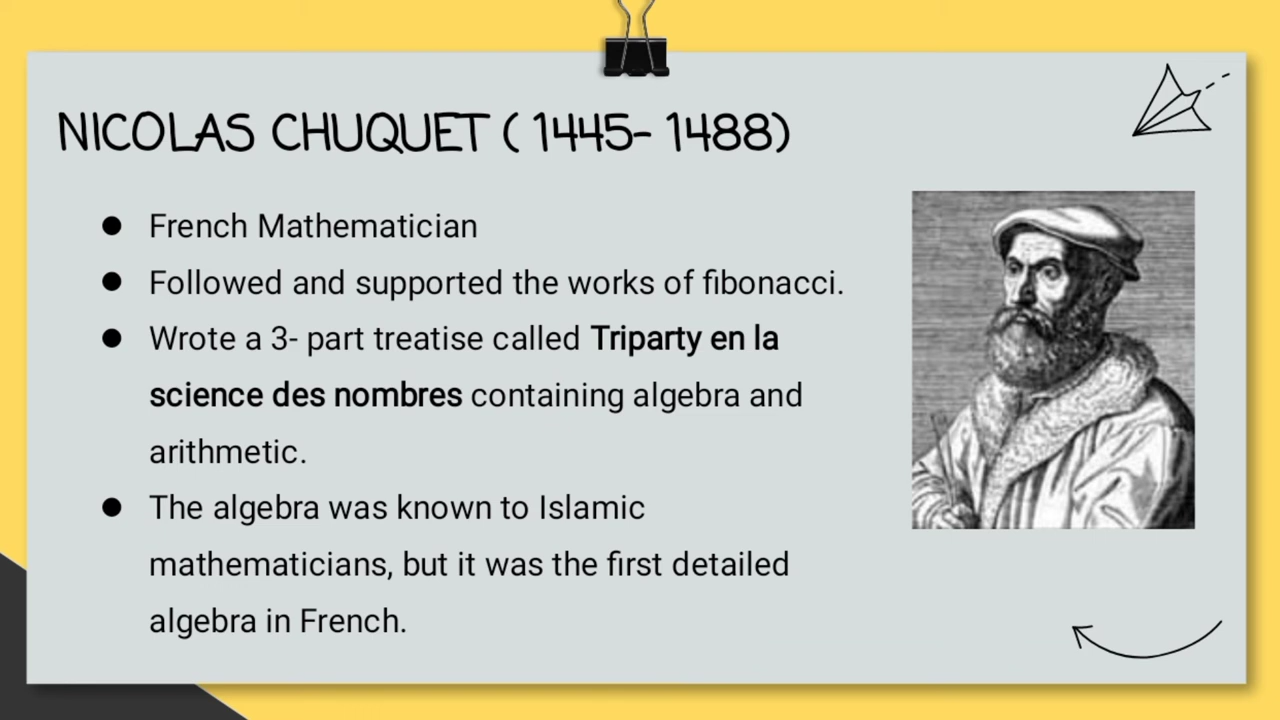 NICOLAS CHUQUET ( 1445- 1488)
● French Mathematician
● Followed and supported the works of fibonacci.
● Wrote a 3- part treatise called Triparty en la
science des nombres containing algebra and
arithmetic.
● The algebra was known to Islamic
mathematicians, but it was the first detailed
algebra in French.